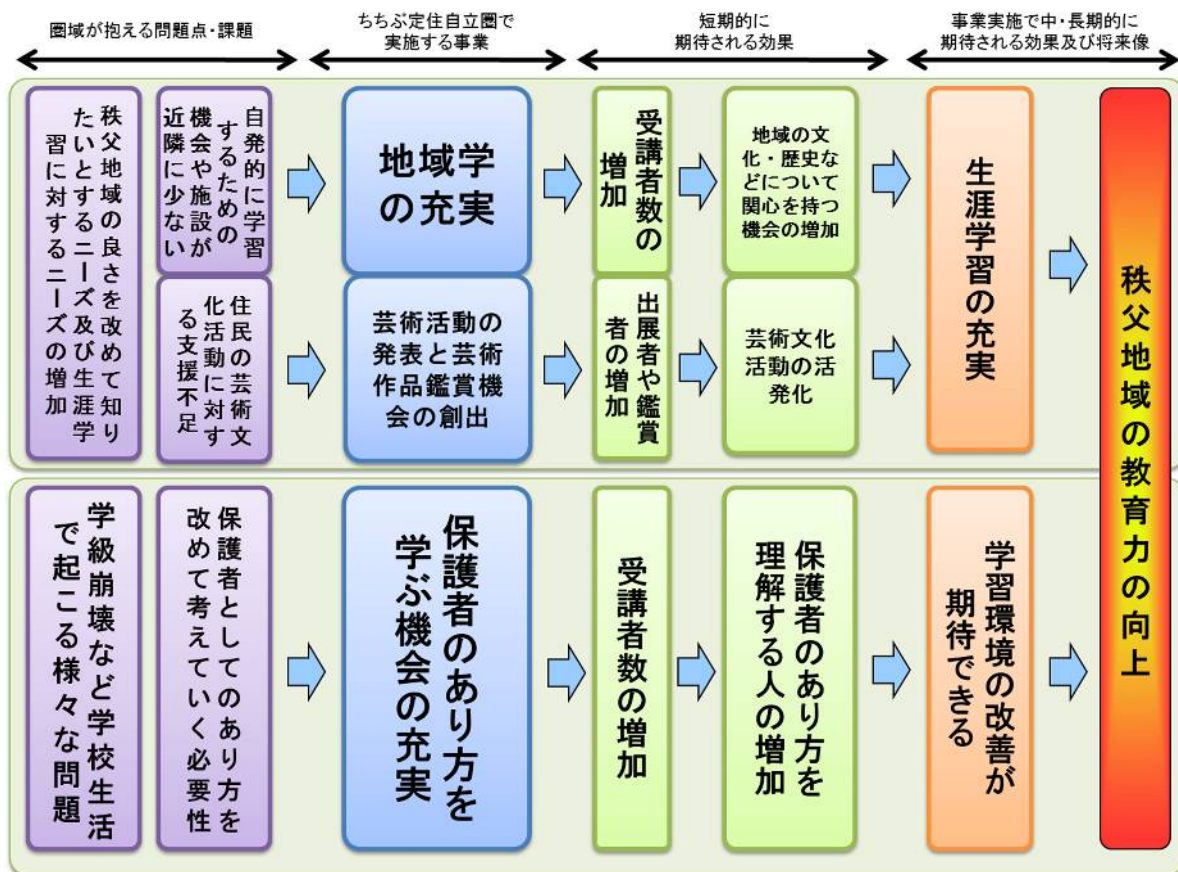 圏域が抱える問題点・課題
ちちぶ定住自立圏で
実施する事業
短期的に
期待される効果
事業実施で中・長期的に
期待される効果及び将来像
秩父地域の良さを改めて知り
たいとするニーズ及び生涯学
習に対するニーズの増加
自発的に学習
するための
機会や施設が
近隣に少ない
住民の芸術文
化活動に対す
る支援不足
地域学
の充実
芸術活動の
発表と芸術
作品鑑賞機
会の創出
受講者数の
増加
出展者や鑑賞
者の増加
地域の文
化・歴史な
どについて
関心を持つ
機会の増加
芸術文化
活動の活
発化
生涯学習の充実
学級崩壊など学校生活
で起こる様々な問題
保護者としてのあり方を
改めて考えていく必要性
保護者のあり方を
学ぶ機会の充実
受講者数の増加
保護者のあり方を
理解する人の増加
学習環境の改善が
期待できる
秩父地域の教育力の向上